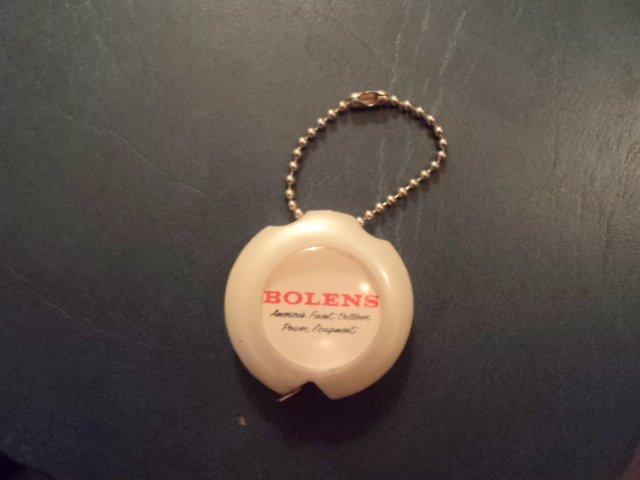 BOLENS
America's Finest Outdoor
Power Equipment